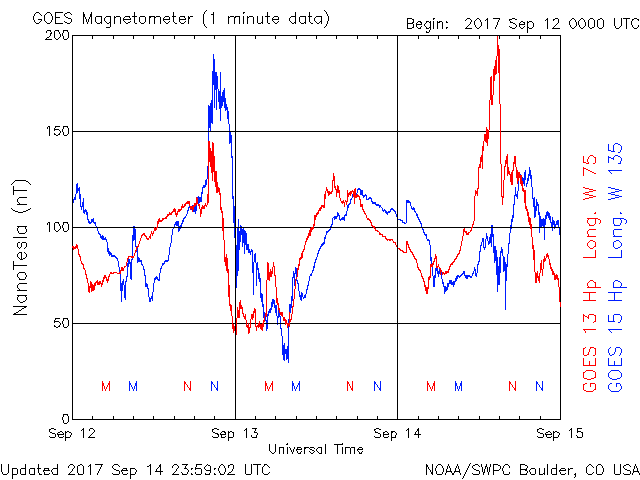 GOES Magnetometer (1 minute data)
Begin: 2017 Sep 12 0000 UTC
200
150
100
50
0
NanoTesla (nT)
M M N N M M N N M M N N
Sep 12 Sep 13 Sep 14 Sep 15
Universal Time
GOES 13 Hp Long. W 75
GOES 15 Hp Long. W 135
Updated 2017 Sep 14 23:59:02 UTC
NOAA/SWPC Boulder, CO USA